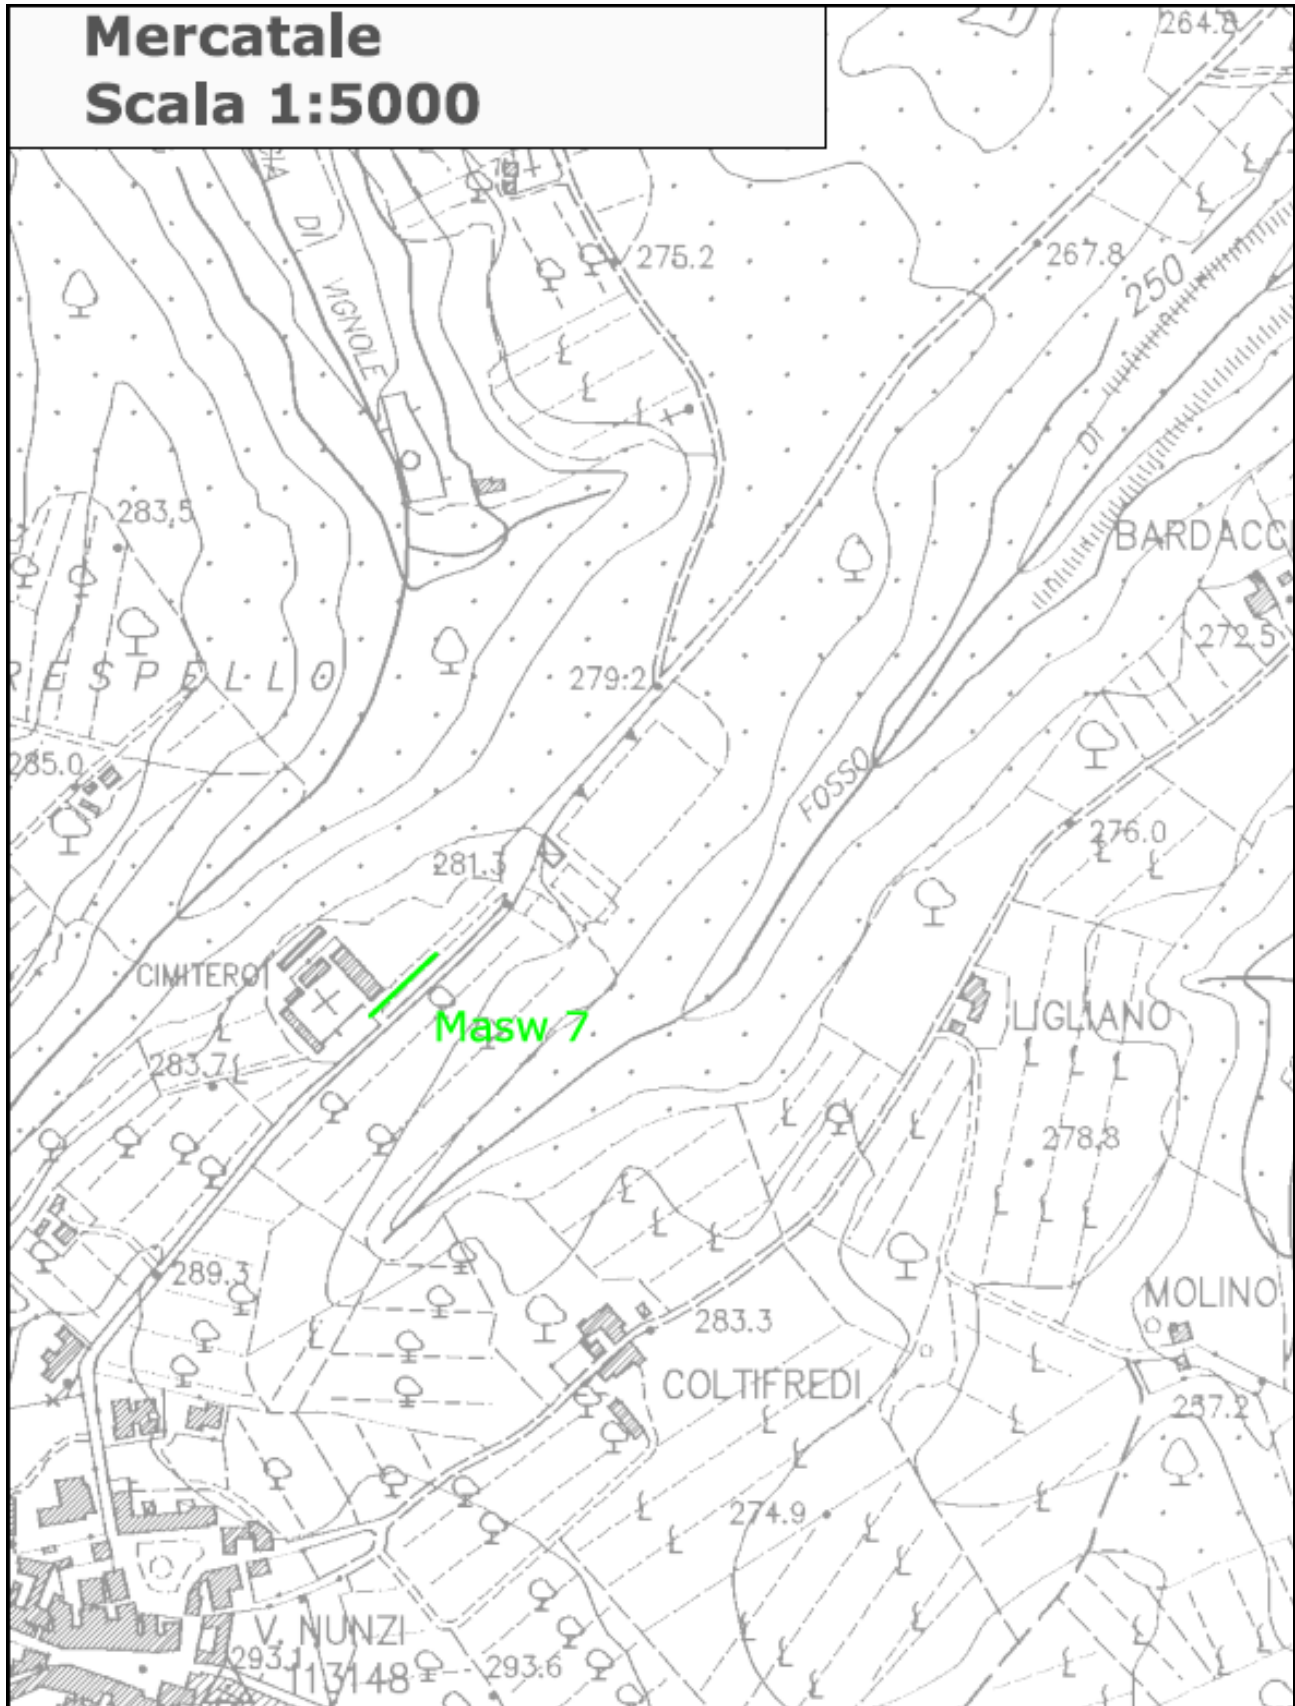 Mercatale
Scala 1:5000
264.8
DI
VIGNOLE
275.2
267.8
250
DI
283.5
BARDACC
272.5
RESPELLO
279.2
285.0
FOSSO
276.0
281.3
CIMITERO
LIGLIANO
Masw 7
283.7
278.8
289.3
MOLINO
283.3
COLTIFREDI
257.2
274.9
V. NUNZI
293.1
113148
293.6